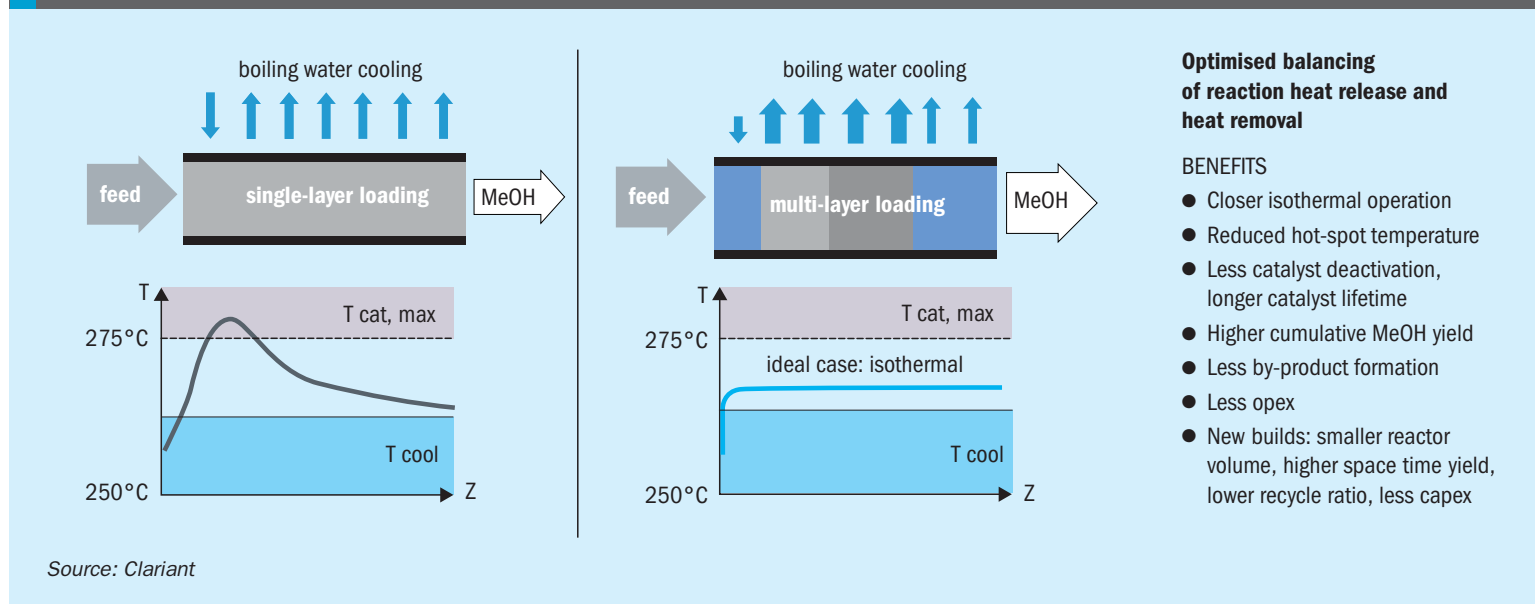 boiling water cooling
feed
single-layer loading
MeOH
T
T cat, max
275°C
T cool
250°C
Z
boiling water cooling
feed
multi-layer loading
MeOH
T
T cat, max
275°C
ideal case: isothermal
T cool
250°C
Z
Optimised balancing
of reaction heat release and
heat removal
BENEFITS
● Closer isothermal operation
● Reduced hot-spot temperature
● Less catalyst deactivation,
longer catalyst lifetime
● Higher cumulative MeOH yield
● Less by-product formation
● Less opex
● New builds: smaller reactor
volume, higher space time yield,
lower recycle ratio, less capex
Source: Clariant